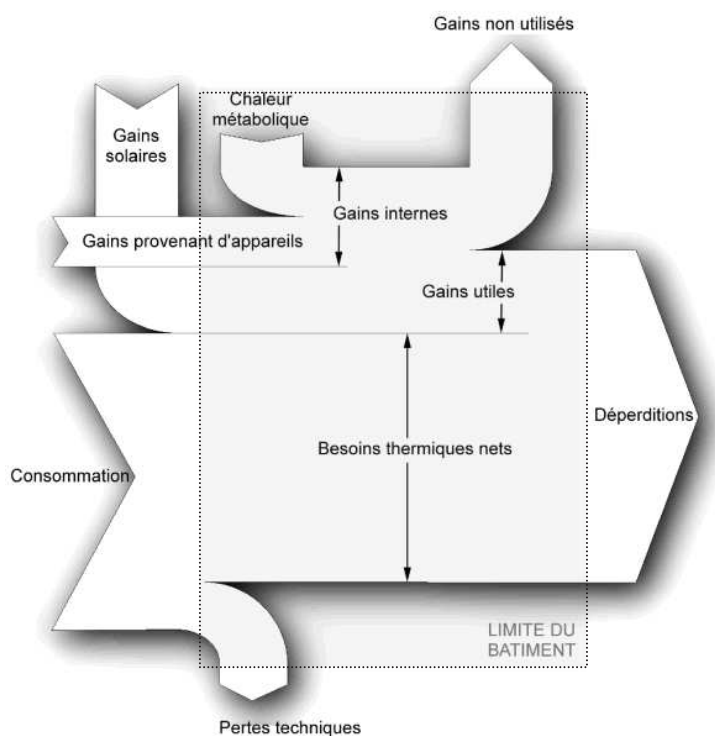 Gains non utilisés
Chaleur
métabolique
Gains
solaires
Gains internes
Gains provenant d'appareils
Gains utiles
Déperditions
Besoins thermiques nets
Consommation
LIMITE DU
BATIMENT
Pertes techniques